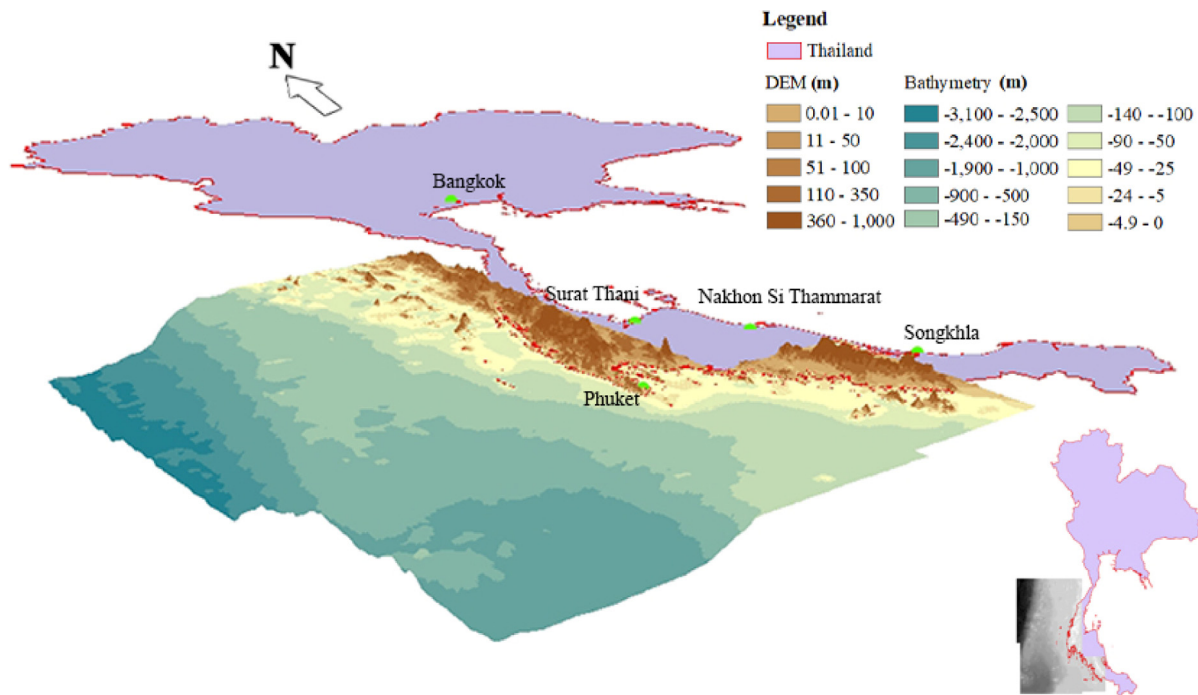 Legend
Thailand
DEM (m)
0.01 - 10
11 - 50
51 - 100
110 - 350
360 - 1,000
Bathymetry (m)
-3,100 - -2,500
-2,400 - -2,000
-1,900 - -1,000
-900 - -500
-490 - -150
-140 - -100
-90 - -50
-49 - -25
-24 - -5
-4.9 - 0
N
Bangkok
Surat Thani
Nakhon Si Thammarat
Songkhla
Phuket